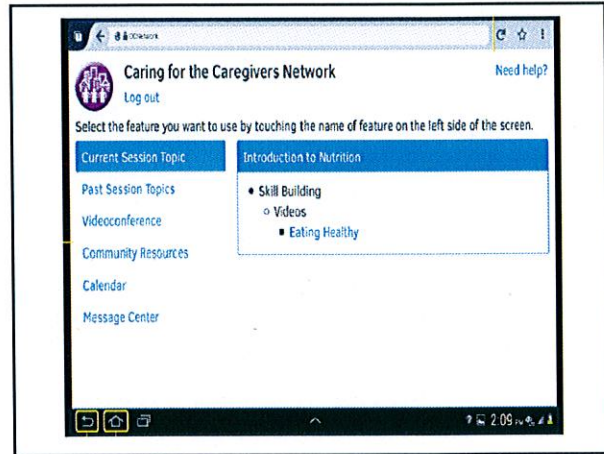 Caring for the Caregivers Network
Need help?
Log out
Select the feature you want to use by touching the name of feature on the left side of the screen.
Current Session Topic
Past Session Topics
Videoconference
Community Resources
Calendar
Message Center
Introduction to Nutrition
Skill Building
Videos
Eating Healthy
2:09